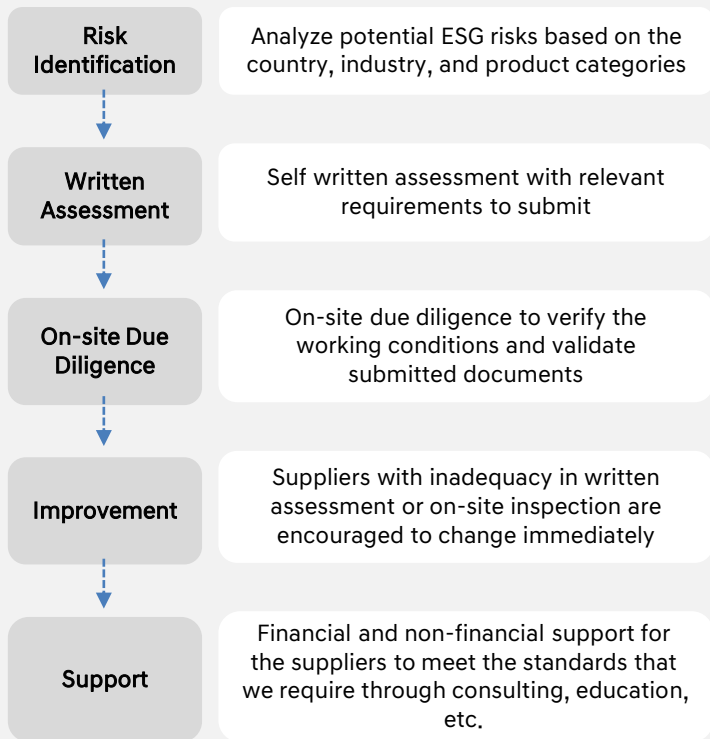 Risk
Identification
Analyze potential ESG risks based on the
country, industry, and product categories
Written
Assessment
Self written assessment with relevant
requirements to submit
On-site Due
Diligence
On-site due diligence to verify the
working conditions and validate
submitted documents
Improvement
Suppliers with inadequacy in written
assessment or on-site inspection are
encouraged to change immediately
Support
Financial and non-financial support for
the suppliers to meet the standards that
we require through consulting, education,
etc.